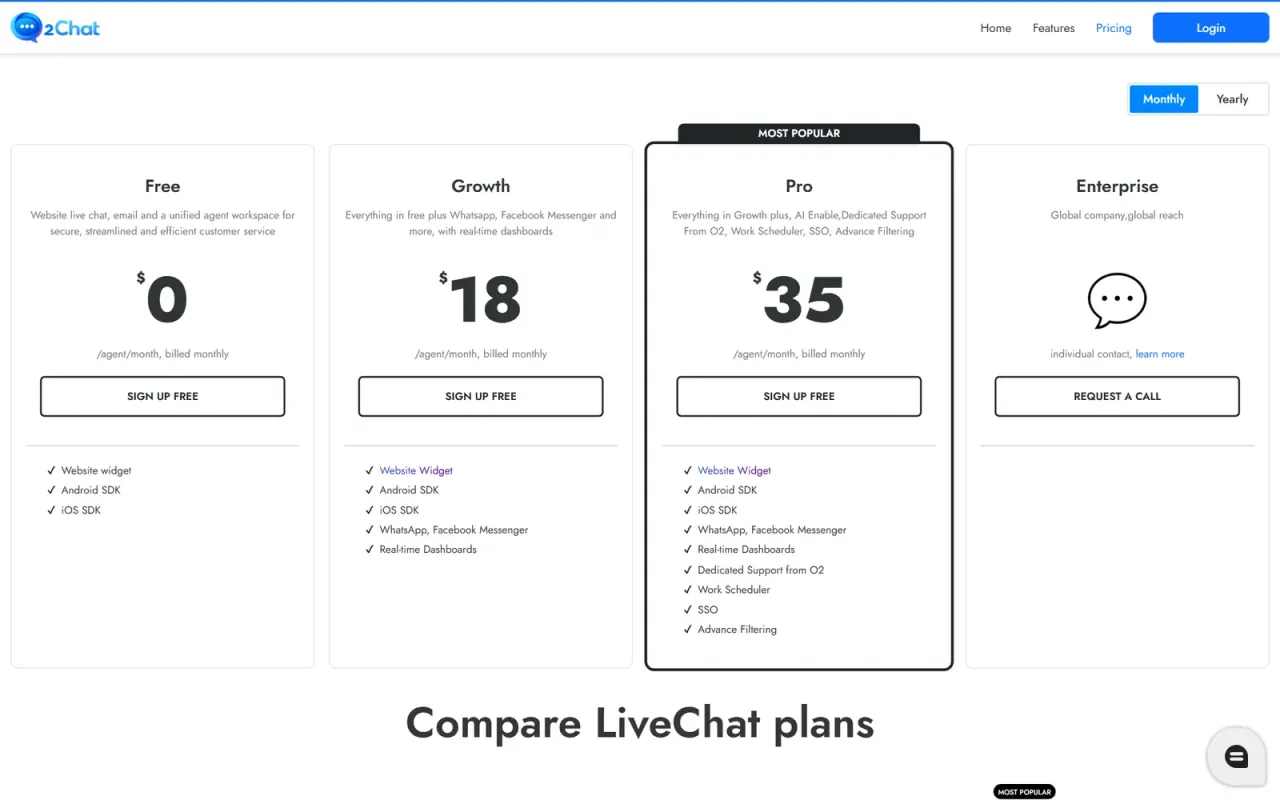 2Chat
Home
Features
Pricing
Login
Monthly
Yearly
MOST POPULAR
Free
Website live chat, email and a unified agent workspace for
secure, streamlined and efficient customer service
$0
/agent/month, billed monthly
SIGN UP FREE
✓ Website widget
✓ Android SDK
✓ iOS SDK
Growth
Everything in free plus Whatsapp, Facebook Messenger and
more, with real-time dashboards
$18
/agent/month, billed monthly
SIGN UP FREE
✓ Website Widget
✓ Android SDK
✓ iOS SDK
✓ WhatsApp, Facebook Messenger
✓ Real-time Dashboards
Pro
Everything in Growth plus, AI Enable,Dedicated Support
From O2, Work Scheduler, SSO, Advance Filtering
$35
/agent/month, billed monthly
SIGN UP FREE
✓ Website Widget
✓ Android SDK
✓ iOS SDK
✓ WhatsApp, Facebook Messenger
✓ Real-time Dashboards
✓ Dedicated Support from O2
✓ Work Scheduler
✓ SSO
✓ Advance Filtering
Enterprise
Global company,global reach
individual contact, learn more
REQUEST A CALL
Compare LiveChat plans
MOST POPULAR